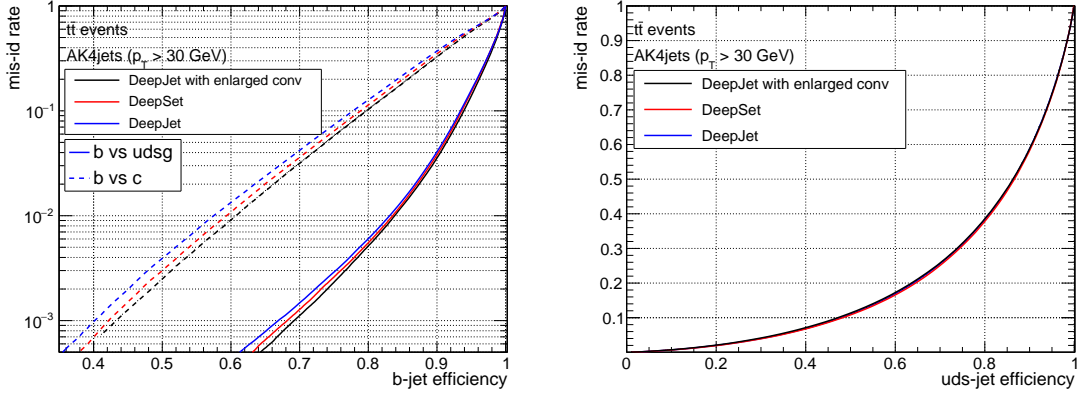 mis-id rate
1
10⁻¹
10⁻²
10⁻³
tt̄ events
AK4jets (p_T > 30 GeV)
DeepJet with enlarged conv
DeepSet
DeepJet
b vs udsg
b vs c
0.4 0.5 0.6 0.7 0.8 0.9 1
b-jet efficiency
mis-id rate
1
0.9
0.8
0.7
0.6
0.5
0.4
0.3
0.2
0.1
tt̄ events
AK4jets (p_T > 30 GeV)
DeepJet with enlarged conv
DeepSet
DeepJet
0 0.2 0.4 0.6 0.8 1
uds-jet efficiency